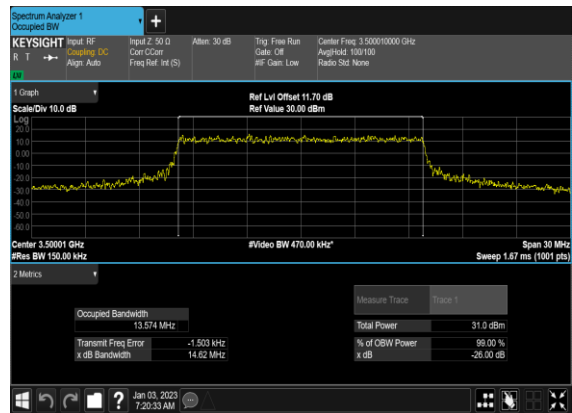 Spectrum Analyzer 1
Occupied BW
+
KEYSIGHT Input: RF Input Z: 50 Ω Atten: 30 dB Trig: Free Run Center Freq: 3.500010000 GHz
R T Coupling: DC Corr CCorr Gate: Off Avg|Hold: 100/100
Align: Auto Freq Ref: Int (S) #IF Gain: Low Radio Std: None
LW
1 Graph Ref Lvl Offset 11.70 dB
Scale/Div 10.0 dB Ref Value 30.00 dBm
Log
20.0
10.0
0.00
-10.0
-20.0
-30.0
-40.0
-50.0
-60.0
Center 3.50001 GHz #Video BW 470.00 kHz* Span 30 MHz
#Res BW 150.00 kHz Sweep 1.67 ms (1001 pts)
2 Metrics
Measure Trace Trace 1
Occupied Bandwidth
13.574 MHz Total Power 31.0 dBm
Transmit Freq Error -1.503 kHz % of OBW Power 99.00 %
x dB Bandwidth 14.62 MHz x dB -26.00 dB
? Jan 03, 2023
7:20:33 AM